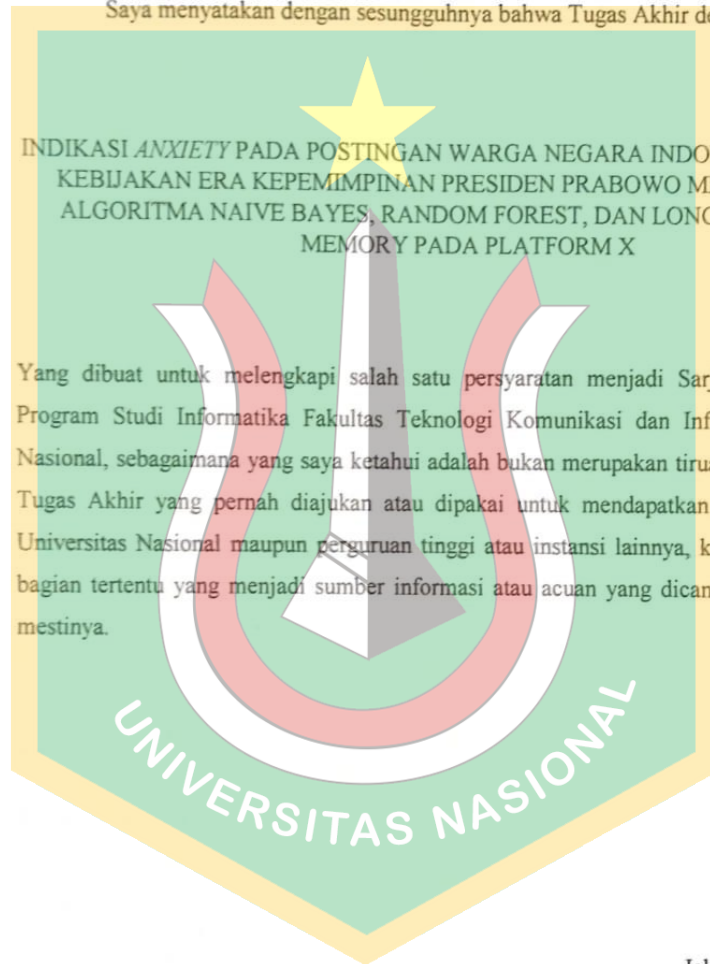 Saya menyatakan dengan sesungguhnya bahwa Tugas Akhir de
INDIKASI ANXIETY PADA POSTINGAN WARGA NEGARA INDO
KEBIJAKAN ERA KEPEMIMPINAN PRESIDEN PRABOWO M
ALGORITMA NAIVE BAYES, RANDOM FOREST, DAN LONG
MEMORY PADA PLATFORM X
Yang dibuat untuk melengkapi salah satu persyaratan menjadi Sarj
Program Studi Informatika Fakultas Teknologi Komunikasi dan Inf
Nasional, sebagaimana yang saya ketahui adalah bukan merupakan tirua
Tugas Akhir yang pernah diajukan atau dipakai untuk mendapatkan
Universitas Nasional maupun perguruan tinggi atau instansi lainnya, k
bagian tertentu yang menjadi sumber informasi atau acuan yang dican
mestinya.
UNIVERSITAS NASIONAL